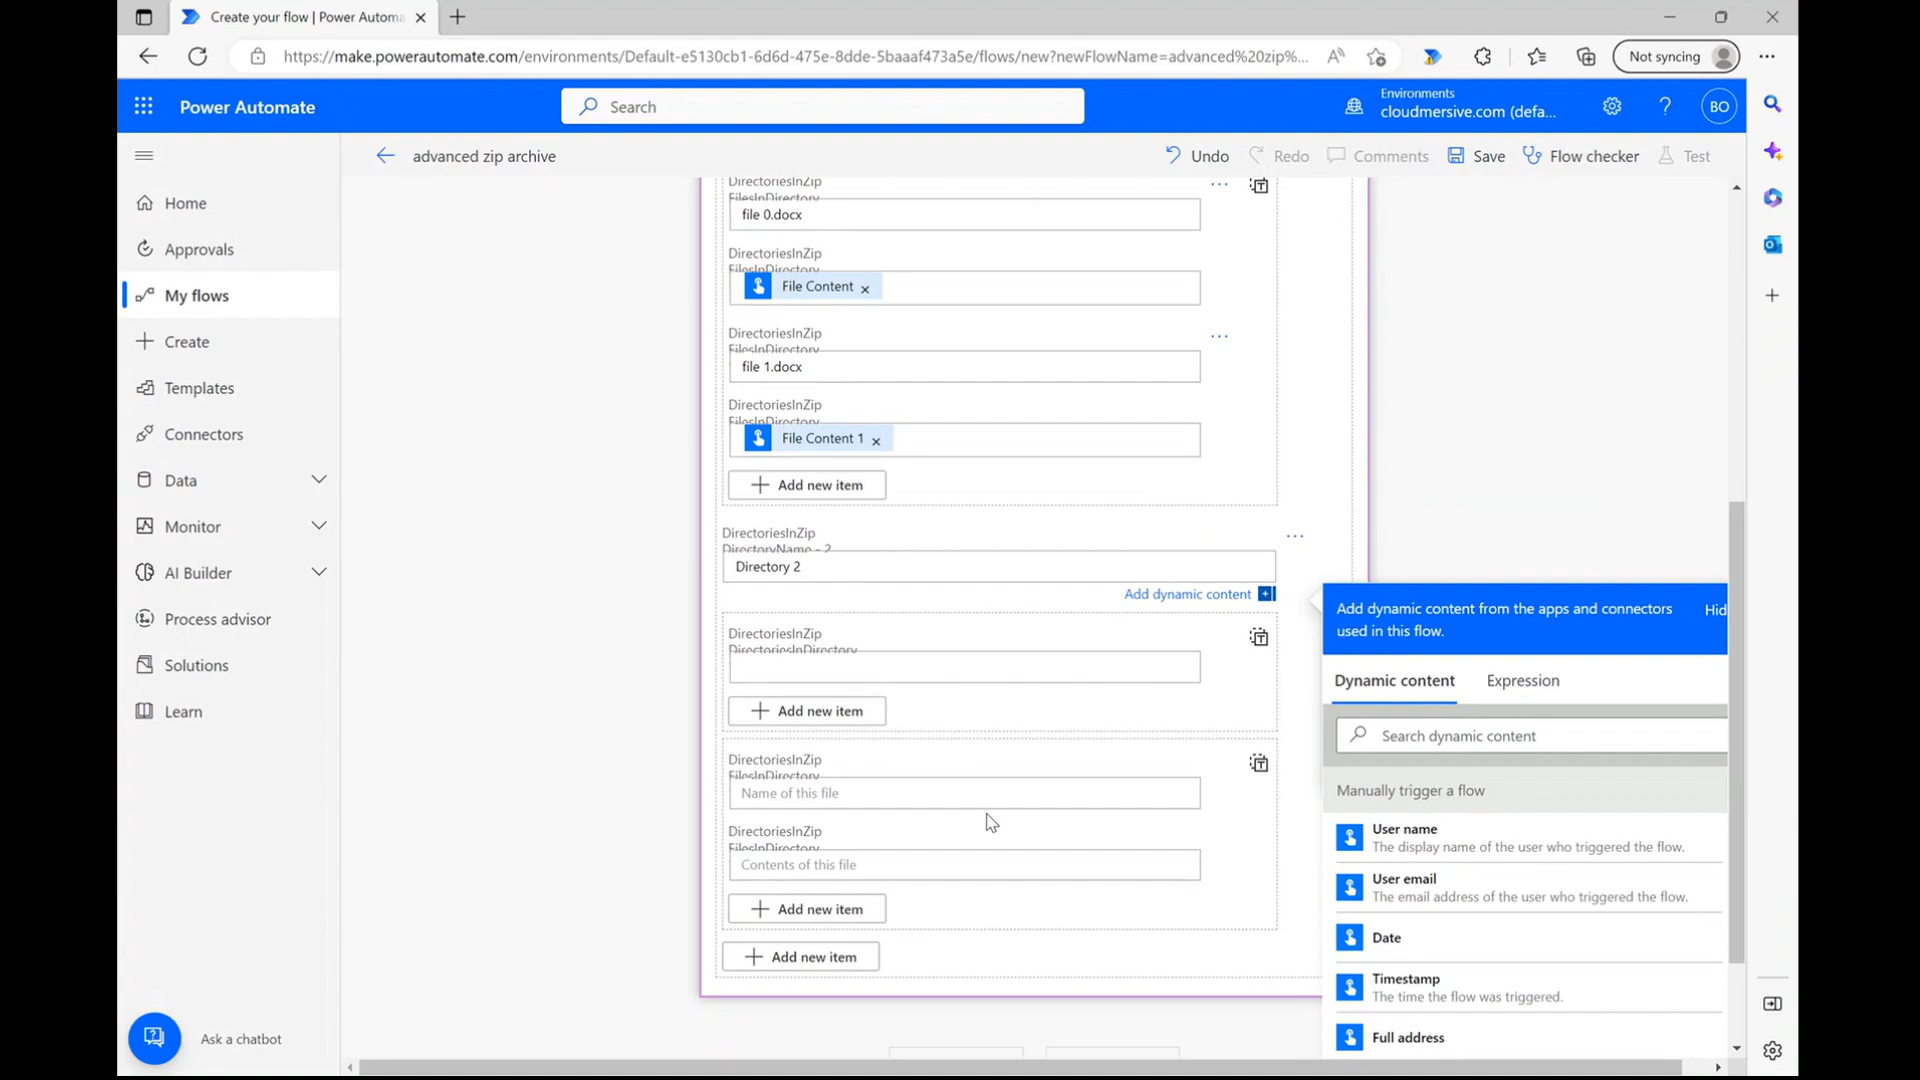 Create your flow | Power Automa
https://make.powerautomate.com/environments/Default-e5130cb1-6d6d-475e-8dde-5baaaf473a5e/flows/new?newFlowName=advanced%20zip%...
Not syncing
Power Automate
Search
Environments
cloudmersive.com (defa...
BO
advanced zip archive
Undo
Redo
Comments
Save
Flow checker
Test
Home
Approvals
My flows
Create
Templates
Connectors
Data
Monitor
AI Builder
Process advisor
Solutions
Learn
Ask a chatbot
DirectoriesInZip
FilesInDirectory
file 0.docx
DirectoriesInZip
FilesInDirectory
File Content
DirectoriesInZip
FilesInDirectory
file 1.docx
DirectoriesInZip
FilesInDirectory
File Content 1
Add new item
DirectoriesInZip
DirectoryName - 2
Directory 2
Add dynamic content
DirectoriesInZip
DirectoriesInDirectory
Add new item
DirectoriesInZip
FilesInDirectory
Name of this file
DirectoriesInZip
FilesInDirectory
Contents of this file
Add new item
Add new item
Add dynamic content from the apps and connectors
used in this flow.
Hid
Dynamic content
Expression
Search dynamic content
Manually trigger a flow
User name
The display name of the user who triggered the flow.
User email
The email address of the user who triggered the flow.
Date
Timestamp
The time the flow was triggered.
Full address